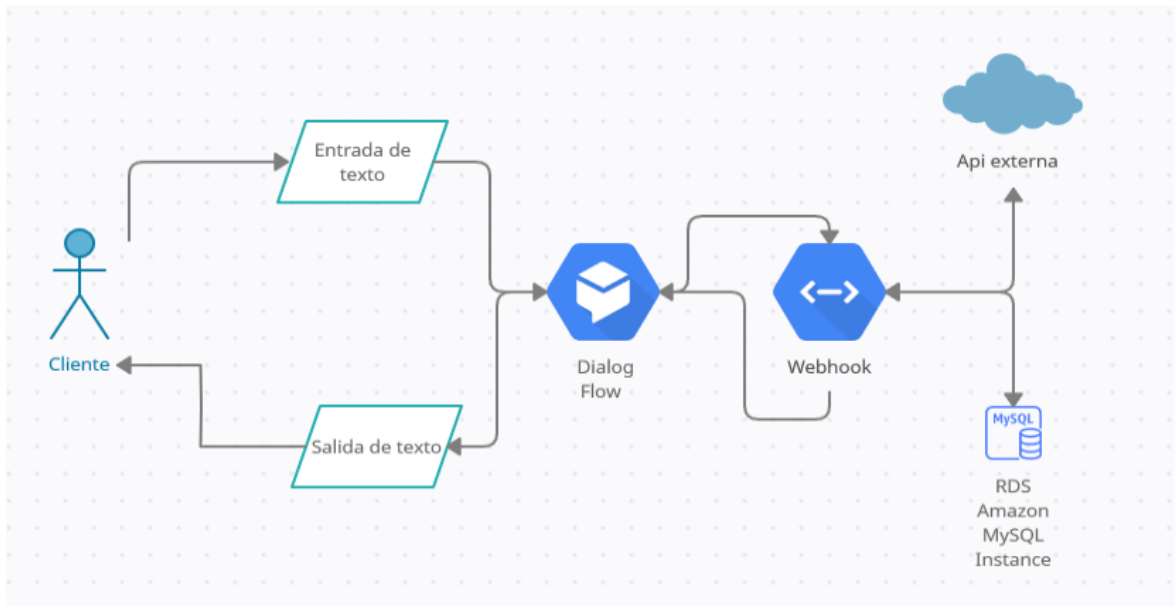 Entrada de
texto
Api externa
Cliente
Dialog
Flow
Webhook
Salida de texto
MySQL
RDS
Amazon
MySQL
Instance